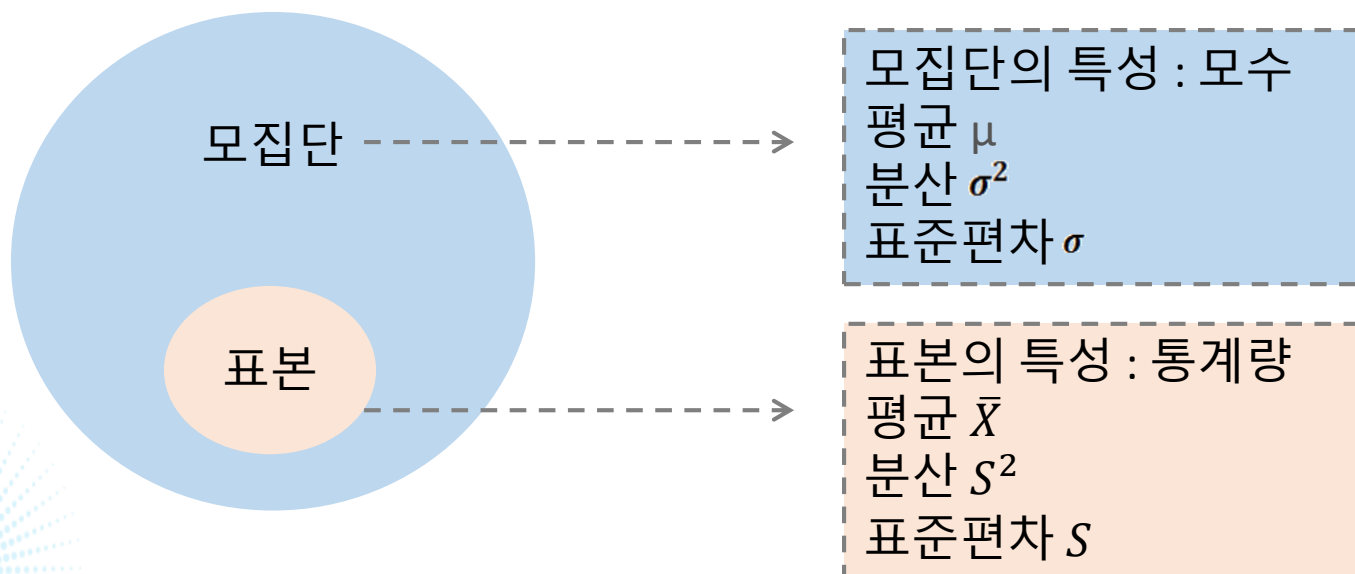 모집단
모집단의 특성 : 모수
평균 μ
분산 σ²
표준편차 σ
표본
표본의 특성 : 통계량
평균 X̄
분산 S²
표준편차 S